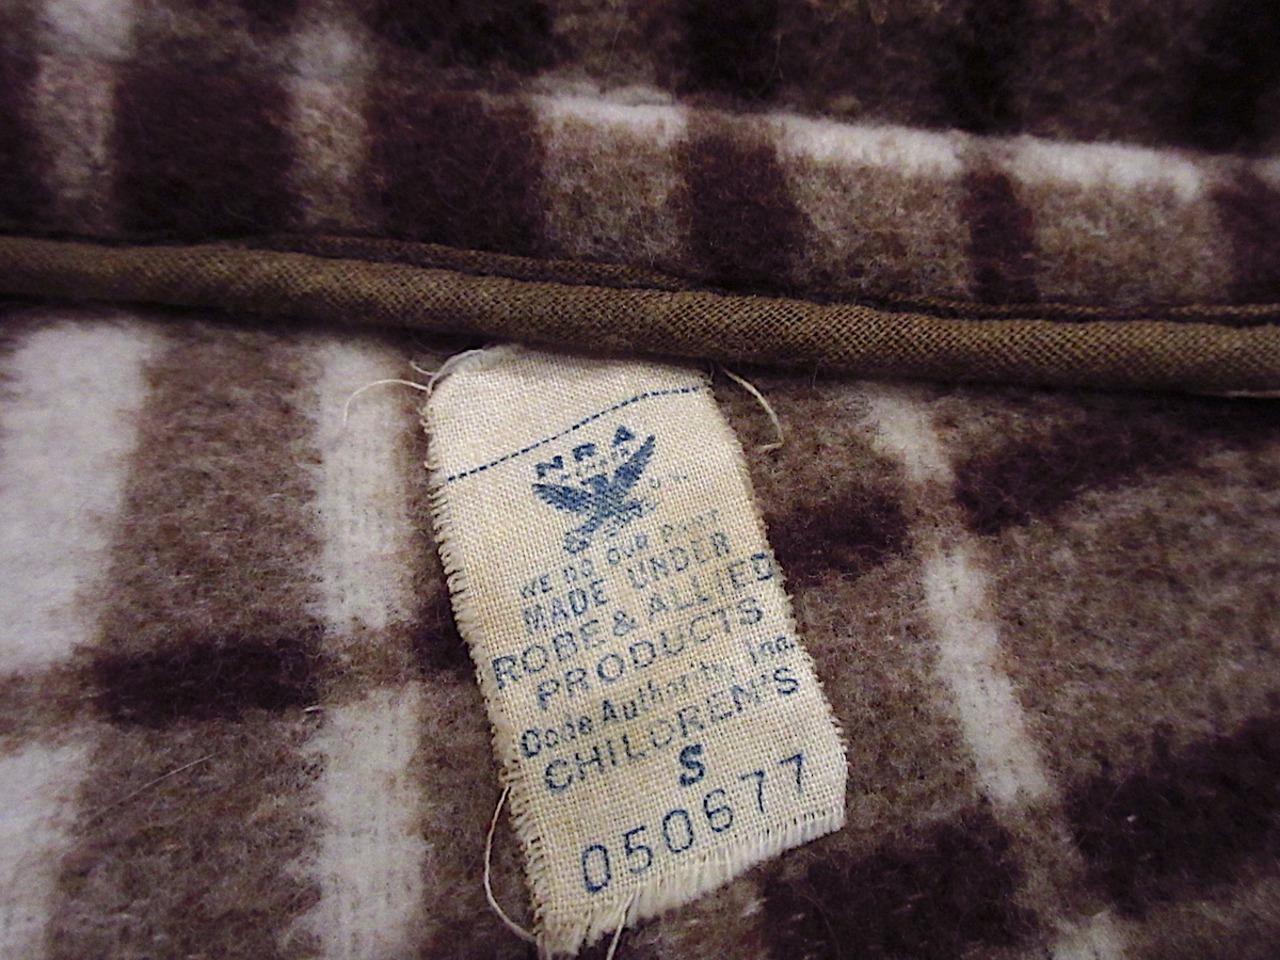 NRA
WE DO OUR PART
MADE UNDER
ROBE & ALLIED
PRODUCTS
Code Authority, Inc.
CHILDREN'S
S
050677